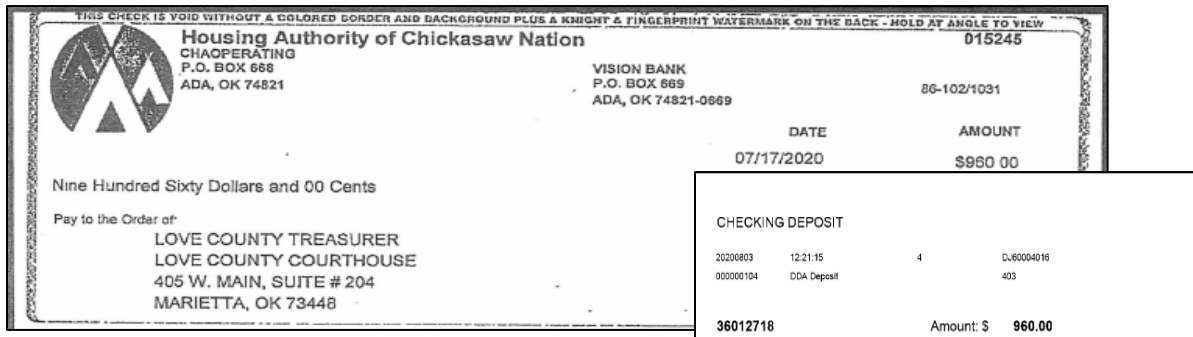 THIS CHECK IS VOID WITHOUT A COLORED BORDER AND BACKGROUND PLUS A KNIGHT & FINGERPRINT WATERMARK ON THE BACK - HOLD AT ANGLE TO VIEW
Housing Authority of Chickasaw Nation 015245
CHAOPERATING
P.O. BOX 668
ADA, OK 74821
VISION BANK
P.O. BOX 669
ADA, OK 74821-0669
86-102/1031
DATE AMOUNT
07/17/2020 $960 00
Nine Hundred Sixty Dollars and 00 Cents
Pay to the Order of
LOVE COUNTY TREASURER
LOVE COUNTY COURTHOUSE
405 W. MAIN, SUITE # 204
MARIETTA, OK 73448
CHECKING DEPOSIT
20200803 12:21:15 4 DJ60004016
000000104 DDA Deposit 403
36012718 Amount: $ 960.00